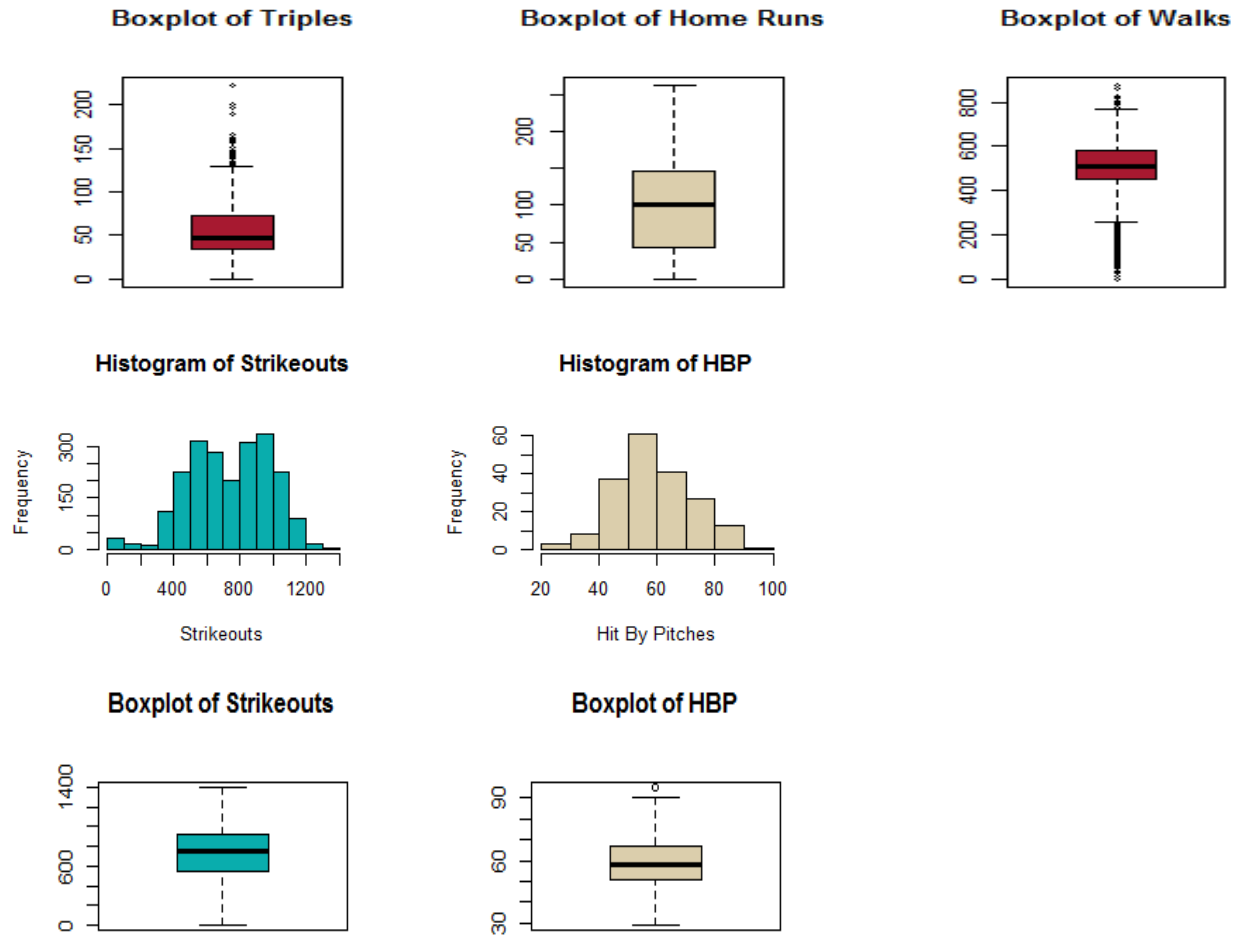 Boxplot of Triples
Boxplot of Home Runs
Boxplot of Walks
200
150
100
50
0
200
100
50
0
800
600
400
200
0
Histogram of Strikeouts
Histogram of HBP
Frequency
300
150
0
0 400 800 1200
Strikeouts
Frequency
60
40
20
0
20 40 60 80 100
Hit By Pitches
Boxplot of Strikeouts
Boxplot of HBP
1400
600
0
90
60
30